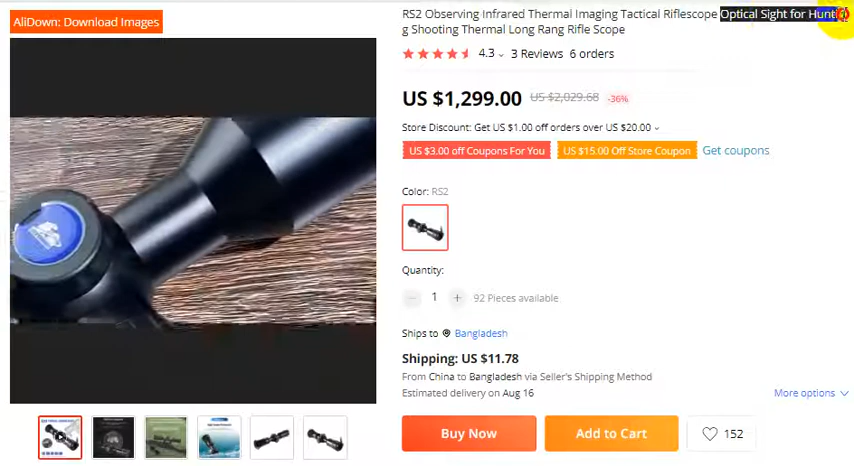 AliDown: Download Images
RS2 Observing Infrared Thermal Imaging Tactical Riflescope Optical Sight for Huntin
g Shooting Thermal Long Rang Rifle Scope
4.3 3 Reviews 6 orders
US $1,299.00 US $2,029.68 -36%
Store Discount: Get US $1.00 off orders over US $20.00
US $3.00 off Coupons For You US $15.00 Off Store Coupon Get coupons
Color: RS2
Quantity:
− 1 + 92 Pieces available
Ships to Bangladesh
Shipping: US $11.78
From China to Bangladesh via Seller's Shipping Method
Estimated delivery on Aug 16
More options
Buy Now Add to Cart 152